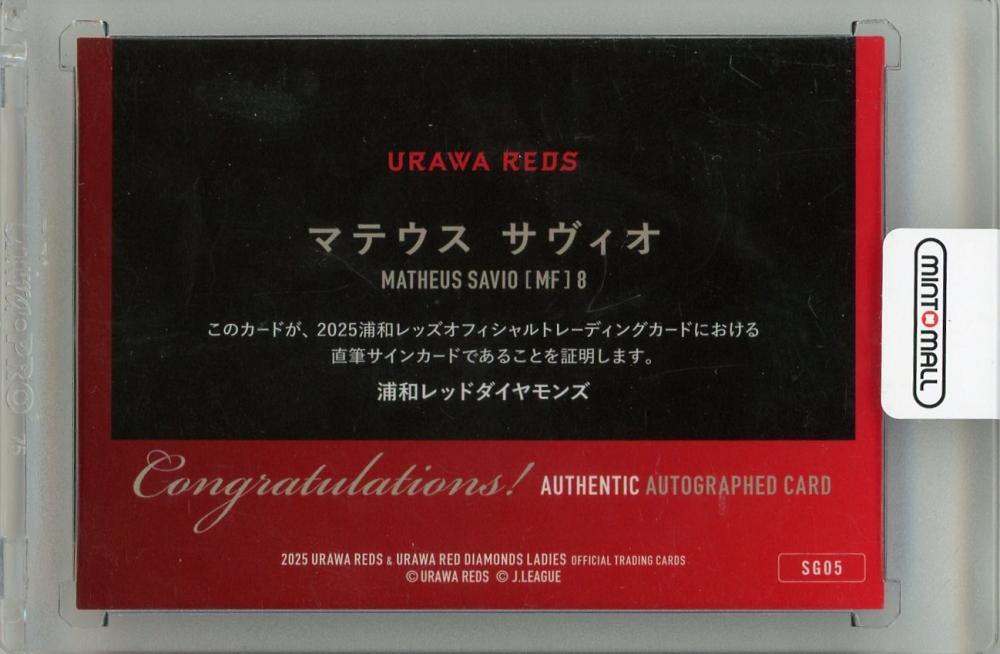 URAWA REDS
マテウス サヴィオ
MATHEUS SAVIO [MF] 8
このカードが、2025浦和レッズオフィシャルトレーディングカードにおける
直筆サインカードであることを証明します。
浦和レッドダイヤモンズ
Congratulations! AUTHENTIC AUTOGRAPHED CARD
2025 URAWA REDS & URAWA RED DIAMONDS LADIES OFFICIAL TRADING CARDS
© URAWA REDS © J.LEAGUE
SG05
MINT MALL